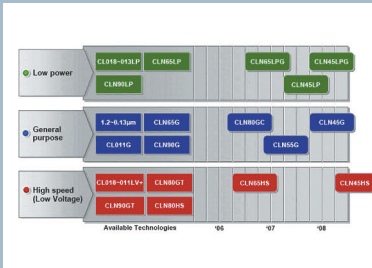 Low power
CL018~013LP
CLN65LP
CLN90LP
CLN65LPG
CLN45LPG
CLN45LP
General
purpose
1.2~0.13µm
CLN65G
CL011G
CLN90G
CLN80GC
CLN45G
CLN55G
High speed
(Low Voltage)
CL018~011LV+
CLN80GT
CLN90GT
CLN80HS
CLN65HS
CLN45HS
Available Technologies
'06
'07
'08